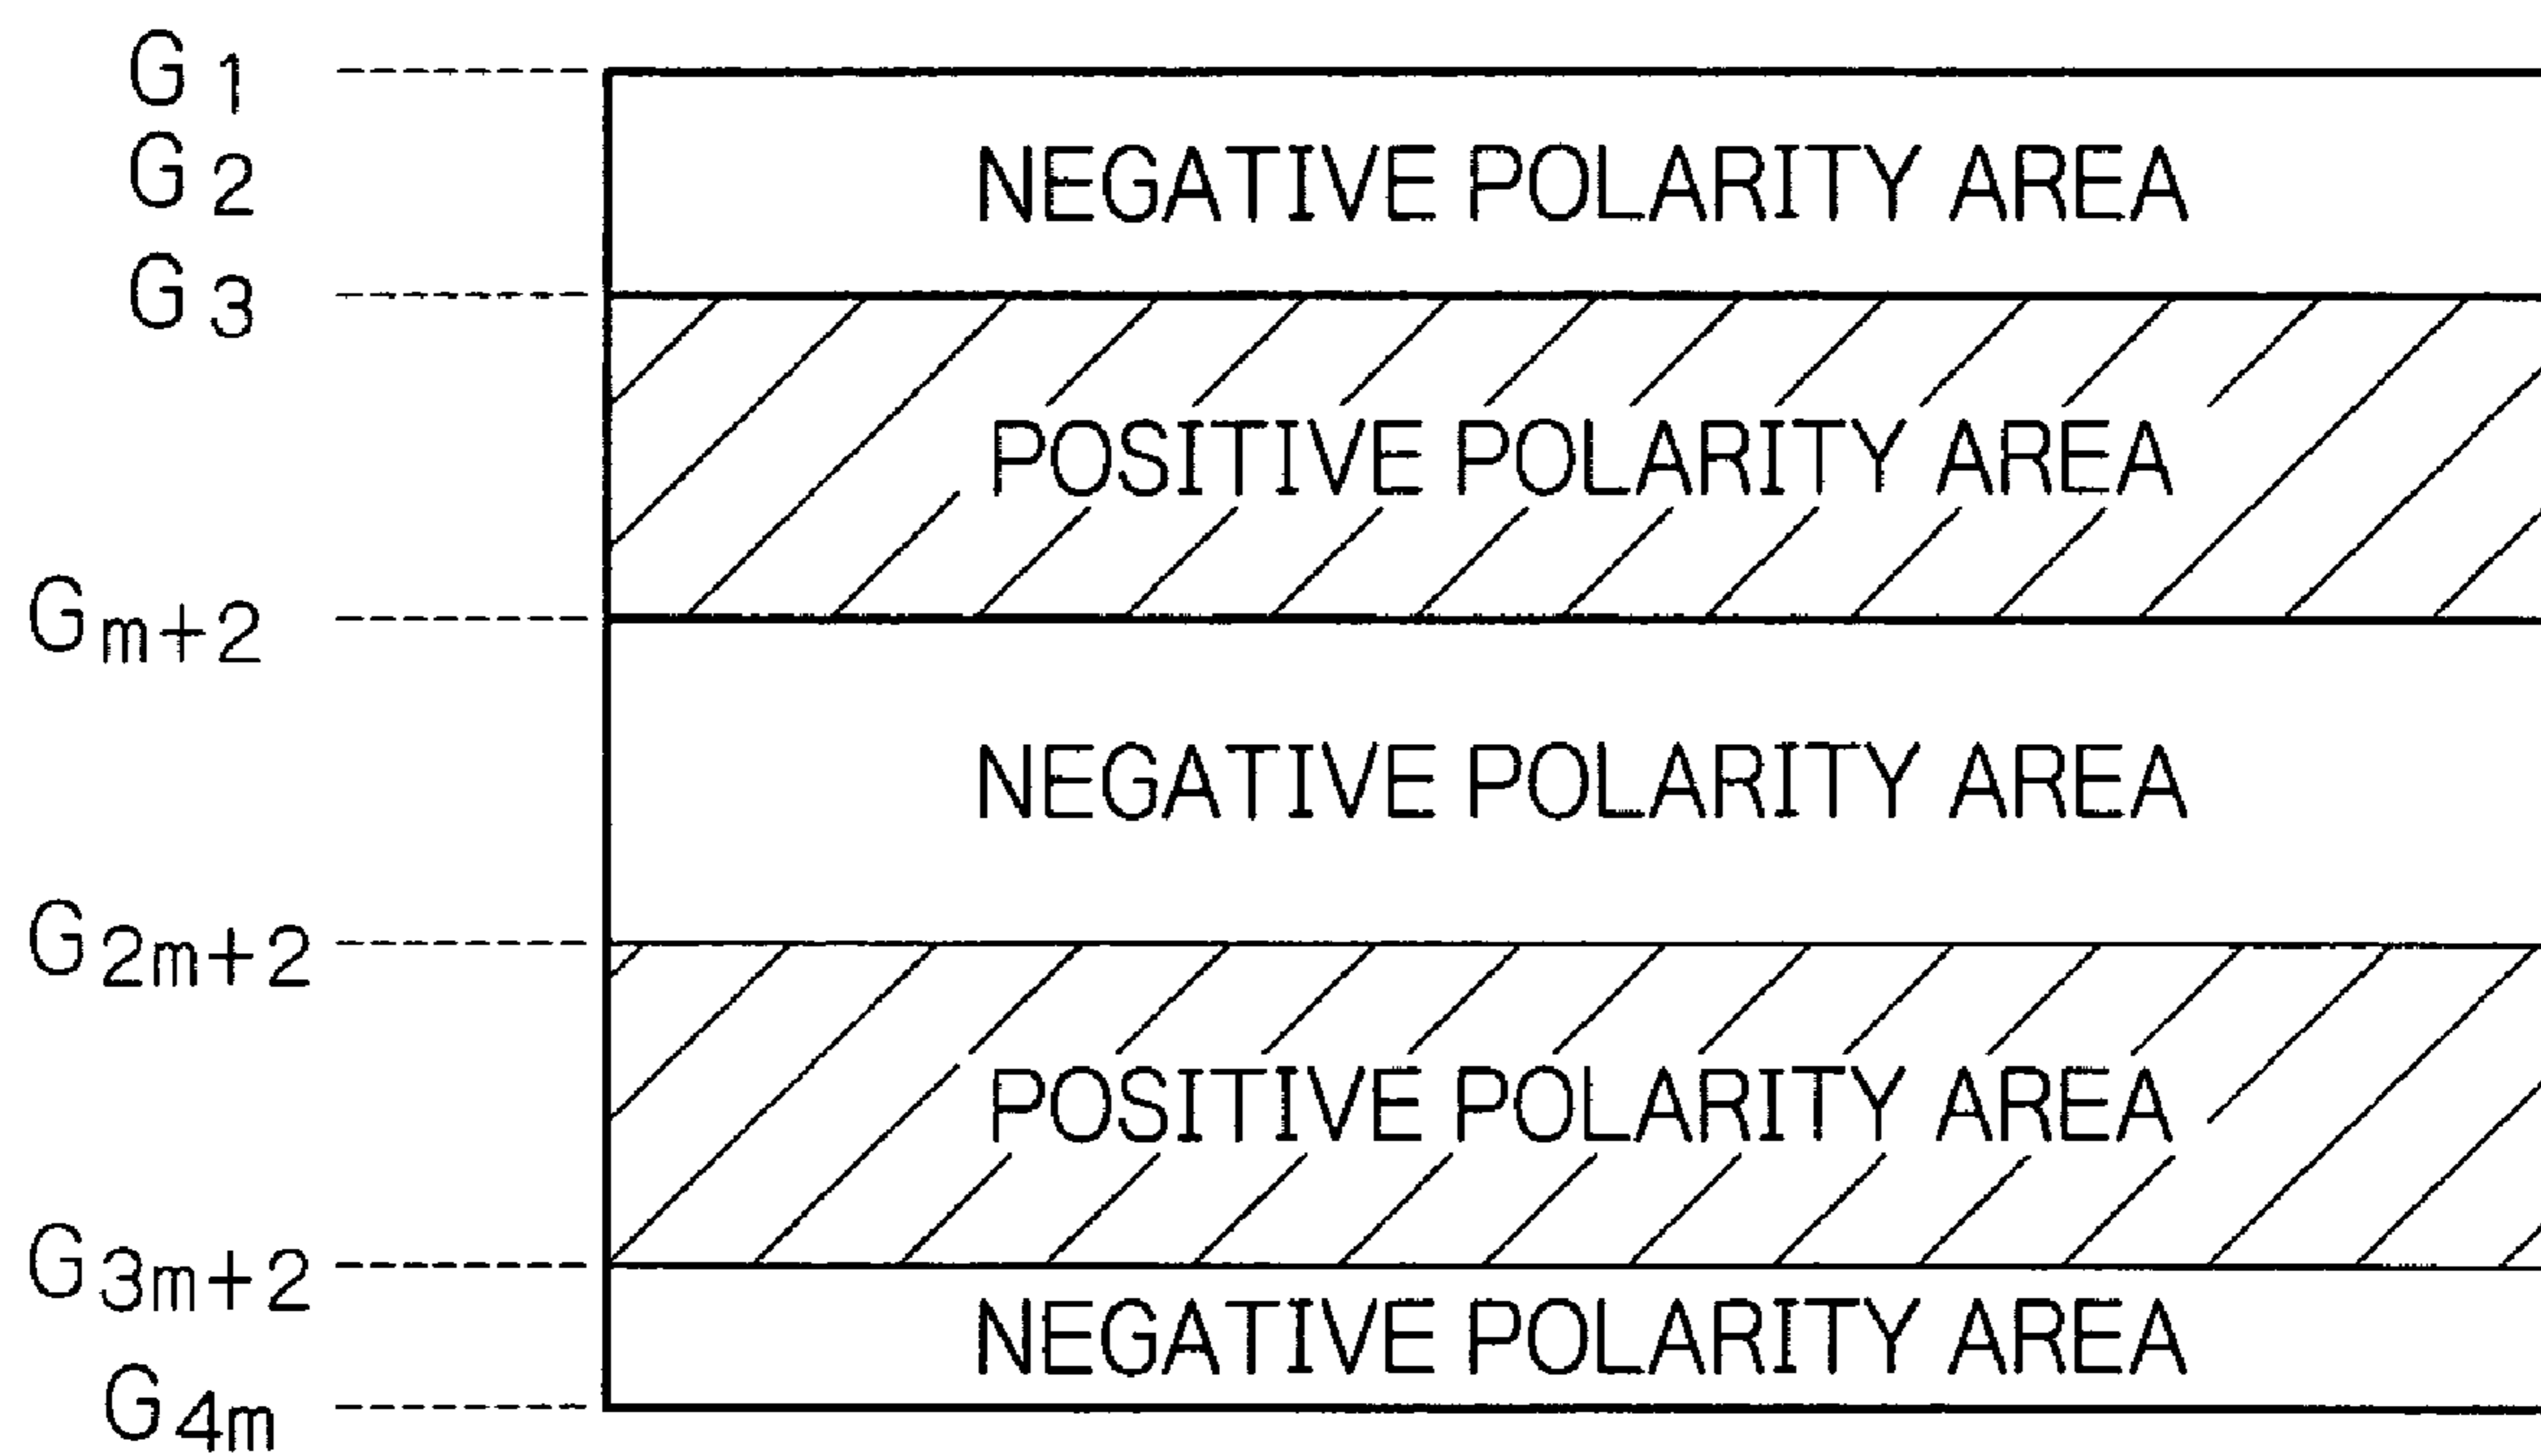 G1
G2
NEGATIVE POLARITY AREA
G3
POSITIVE POLARITY AREA
Gm+2
NEGATIVE POLARITY AREA
G2m+2
POSITIVE POLARITY AREA
G3m+2
NEGATIVE POLARITY AREA
G4m